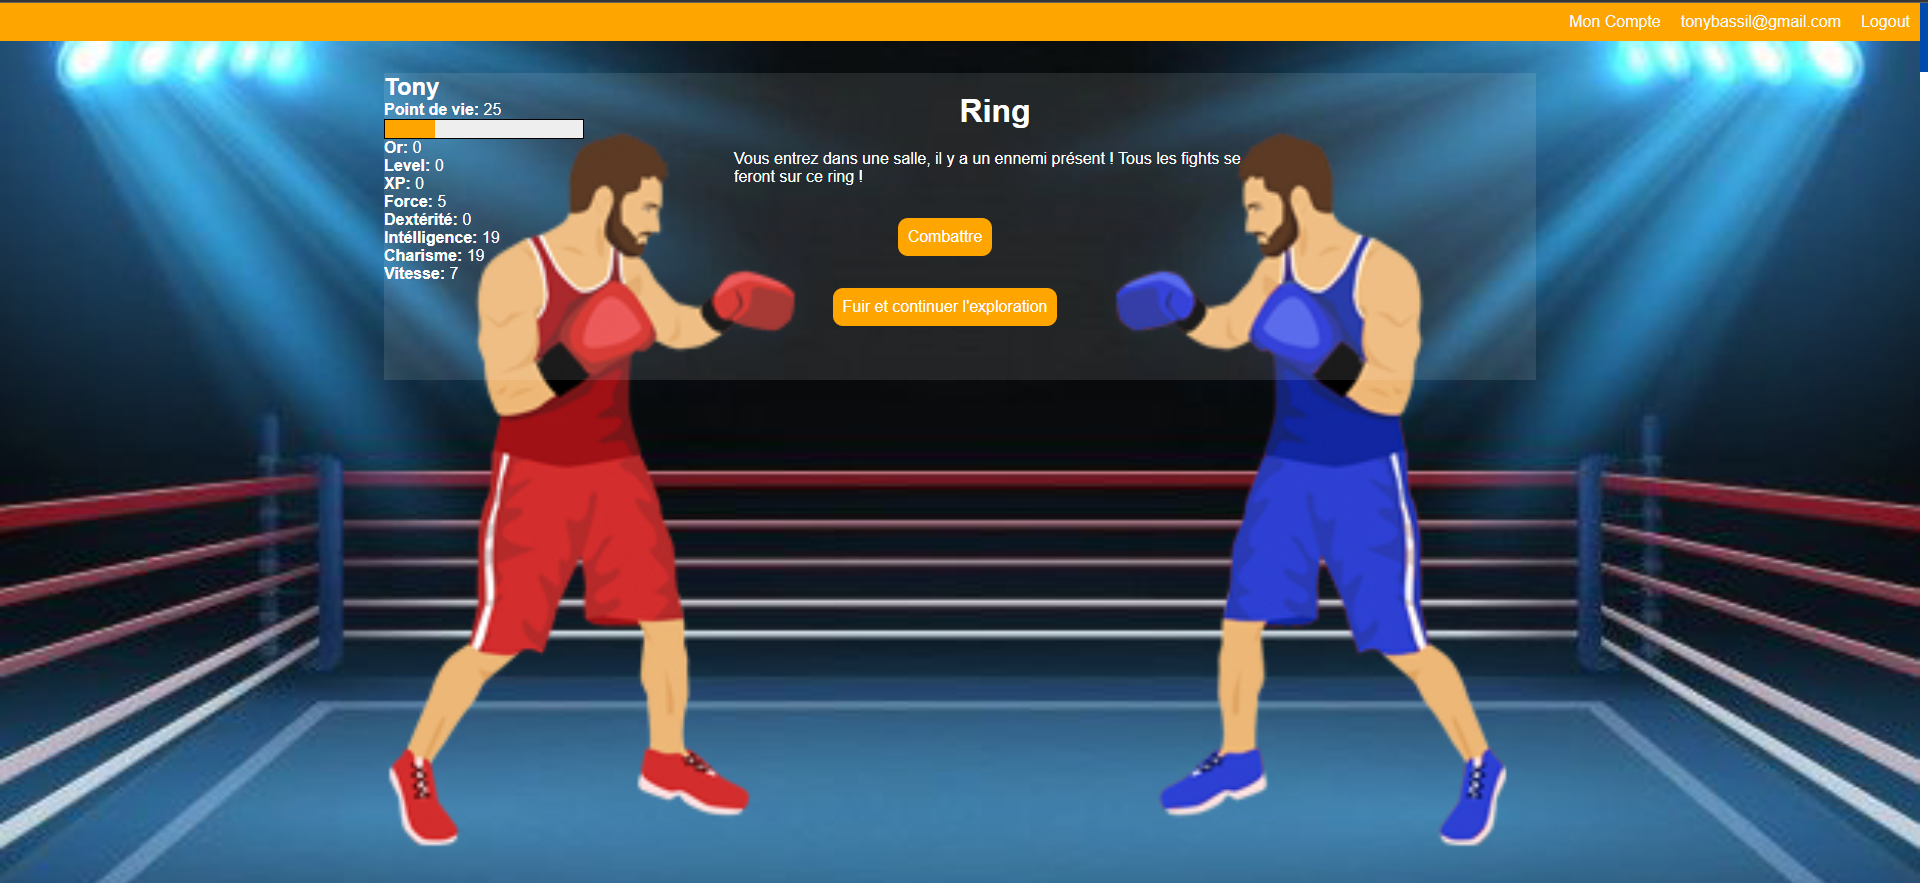 Mon Compte tonybassil@gmail.com Logout
Tony
Point de vie: 25
Or: 0
Level: 0
XP: 0
Force: 5
Dextérité: 0
Intélligence: 19
Charisme: 19
Vitesse: 7
Ring
Vous entrez dans une salle, il y a un ennemi présent ! Tous les fights se
feront sur ce ring !
Combattre
Fuir et continuer l'exploration